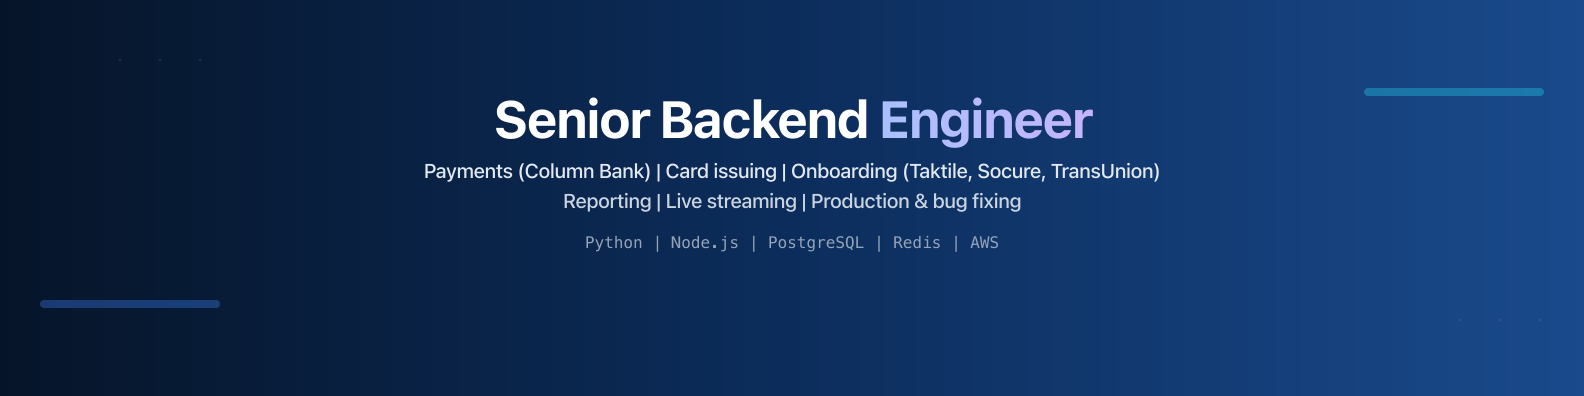 Senior Backend Engineer
Payments (Column Bank) | Card issuing | Onboarding (Taktile, Socure, TransUnion)
Reporting | Live streaming | Production & bug fixing
Python | Node.js | PostgreSQL | Redis | AWS